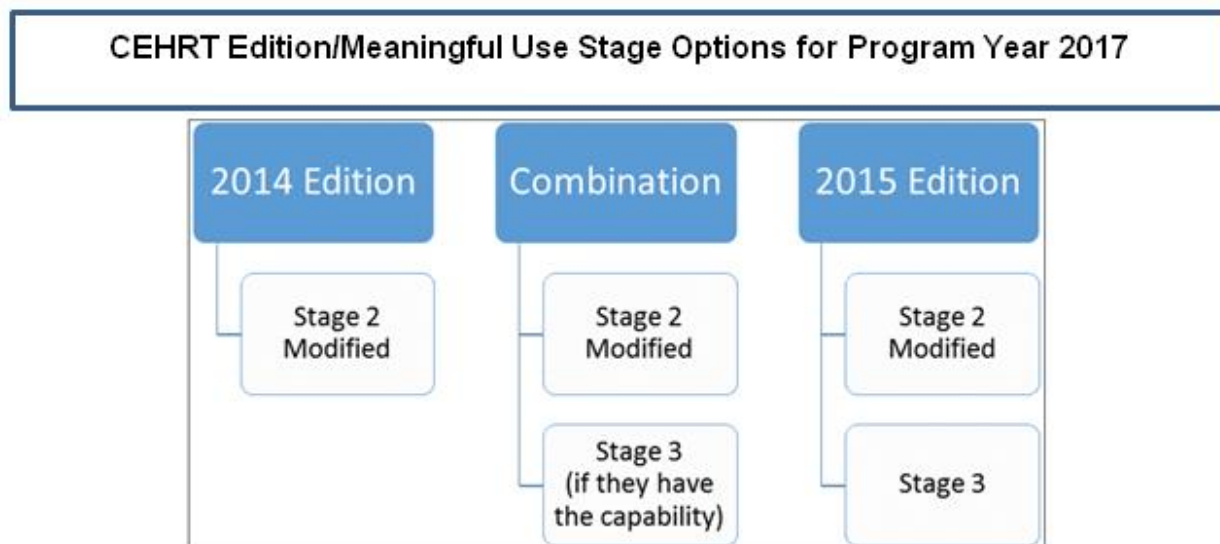 CEHRT Edition/Meaningful Use Stage Options for Program Year 2017
2014 Edition
Combination
2015 Edition
Stage 2
Modified
Stage 2
Modified
Stage 2
Modified
Stage 3
(if they have
the capability)
Stage 3